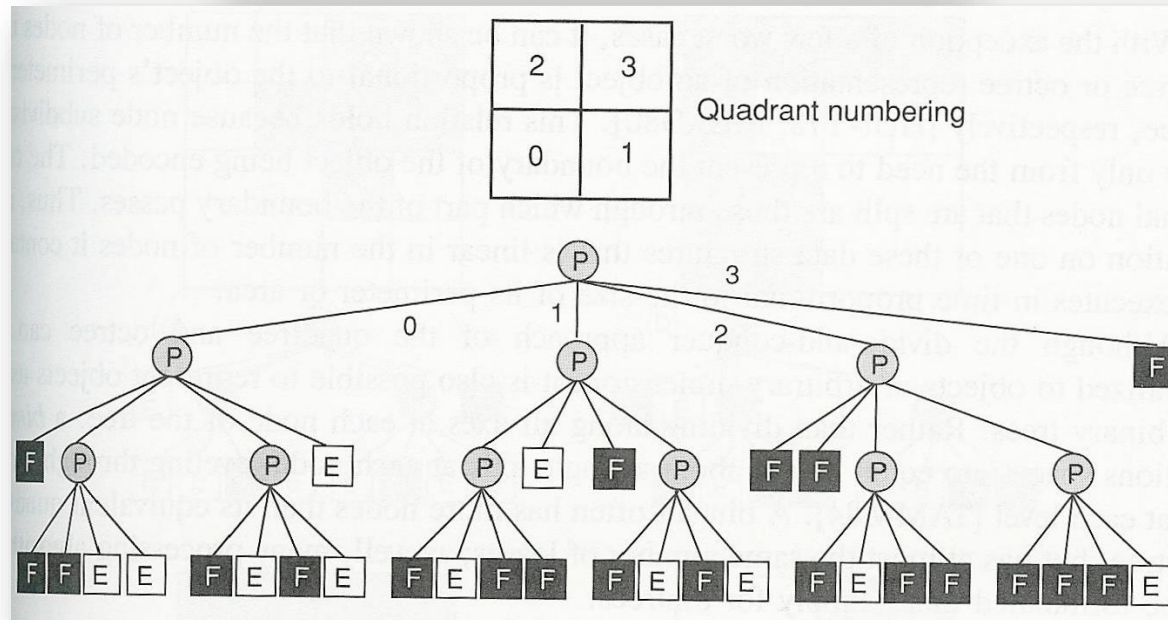 2 3
Quadrant numbering
0 1
P
3
0 1 2
P P P F
F P P E P E F P F F P P
F F E E F E F E F E F F F E F E F E F F F F F E